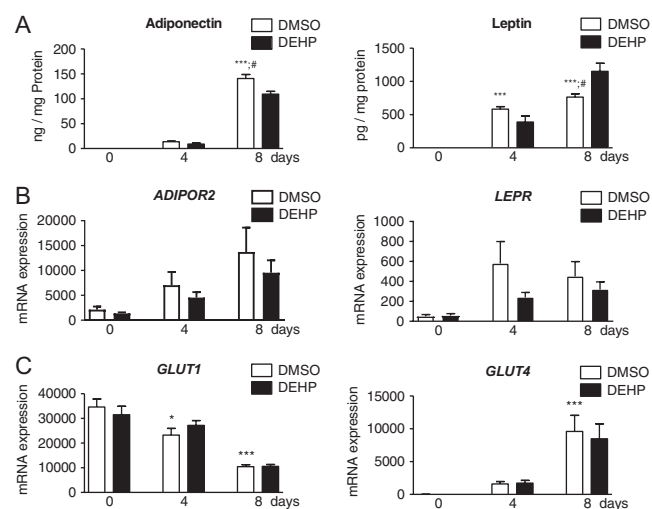 A
Adiponectin
DMSO
DEHP
ng / mg Protein
200
150
100
50
0
***;#
0 4 8 days
Leptin
DMSO
DEHP
pg / mg protein
1500
1000
500
0
***
***;#
0 4 8 days
B
ADIPOR2
DMSO
DEHP
mRNA expression
20000
15000
10000
5000
0
0 4 8 days
LEPR
DMSO
DEHP
mRNA expression
1000
800
600
400
200
0
0 4 8 days
C
GLUT1
DMSO
DEHP
mRNA expression
40000
30000
20000
10000
0
*
***
0 4 8 days
GLUT4
DMSO
DEHP
mRNA expression
15000
10000
5000
0
***
0 4 8 days